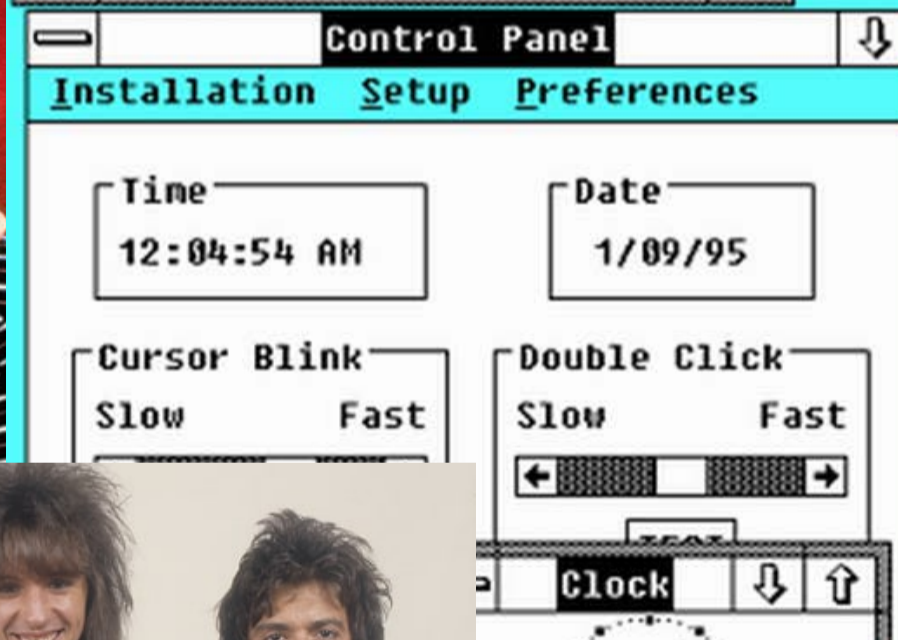 Control Panel
Installation Setup Preferences
Time
12:04:54 AM
Date
1/09/95
Cursor Blink
Slow Fast
Double Click
Slow Fast
Clock